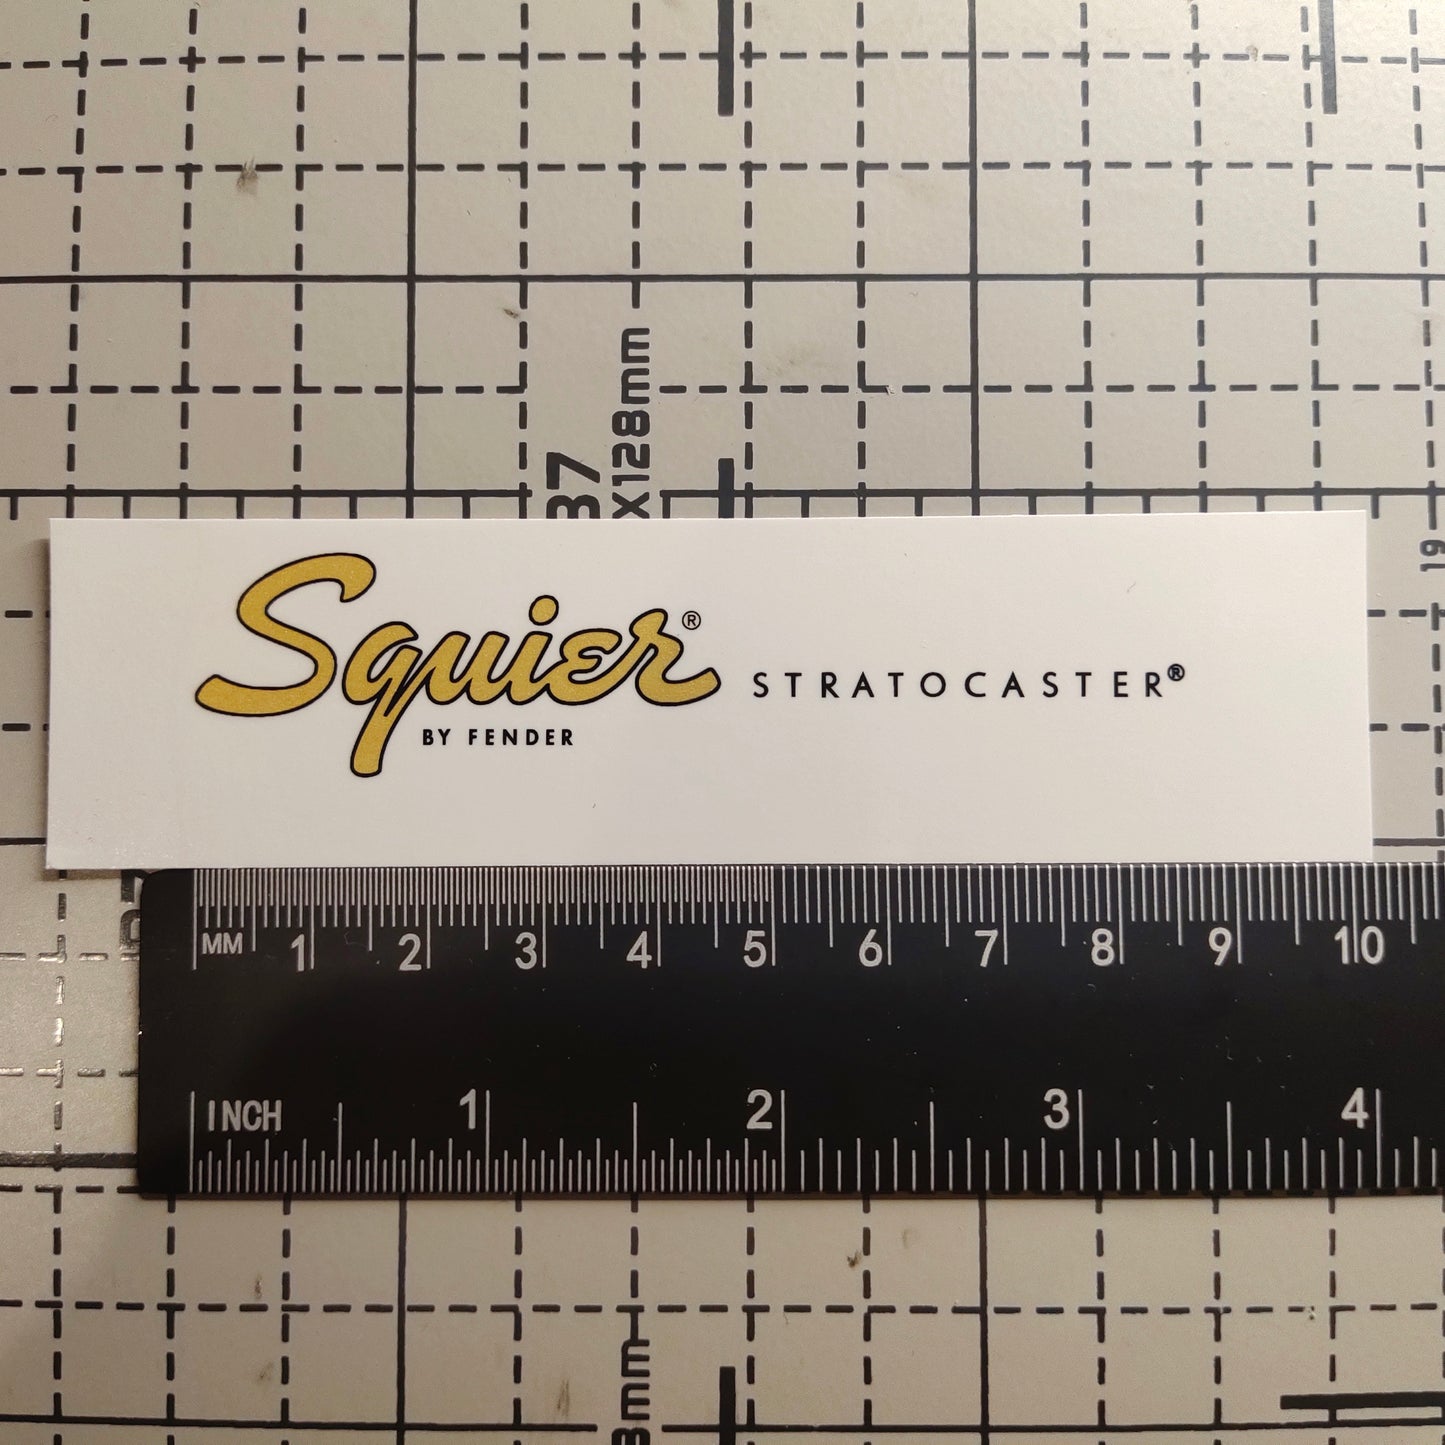 37
X128mm
19
Squier® STRATOCASTER®
BY FENDER
MM 1 2 3 4 5 6 7 8 9 10
INCH 1 2 3 4